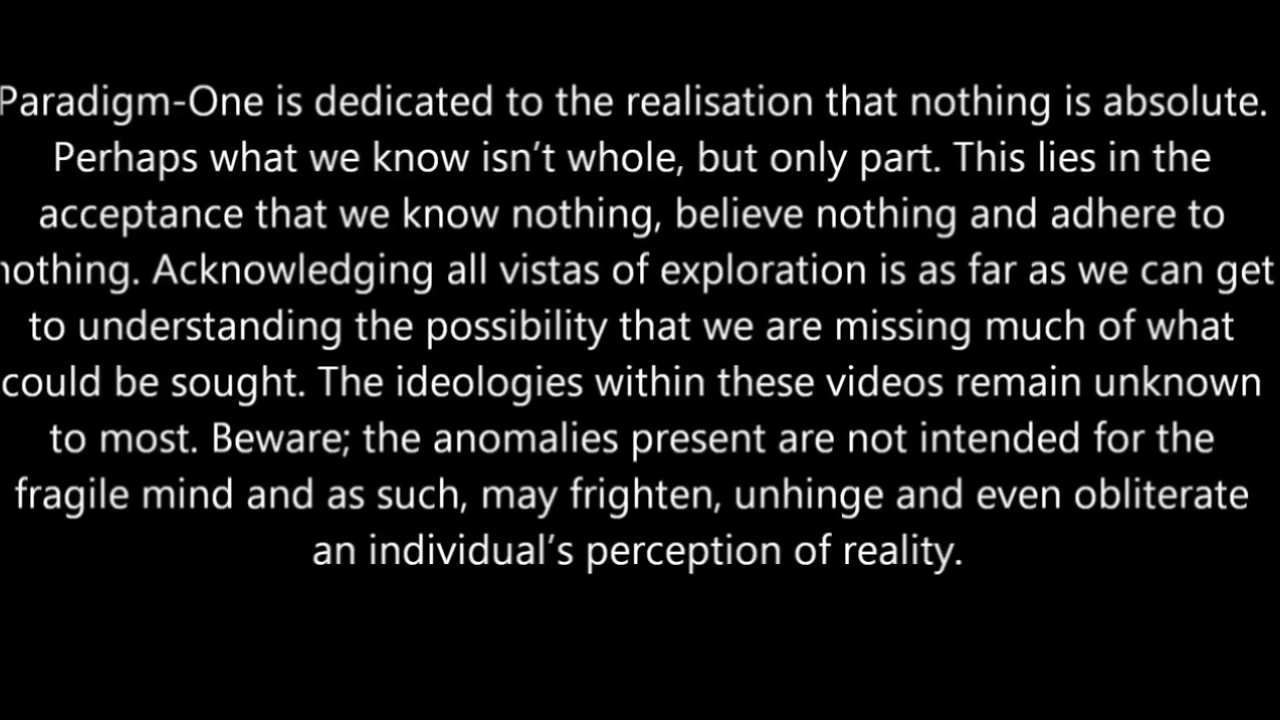 Paradigm-One is dedicated to the realisation that nothing is absolute.
Perhaps what we know isn't whole, but only part. This lies in the
acceptance that we know nothing, believe nothing and adhere to
nothing. Acknowledging all vistas of exploration is as far as we can get
to understanding the possibility that we are missing much of what
could be sought. The ideologies within these videos remain unknown
to most. Beware; the anomalies present are not intended for the
fragile mind and as such, may frighten, unhinge and even obliterate
an individual's perception of reality.